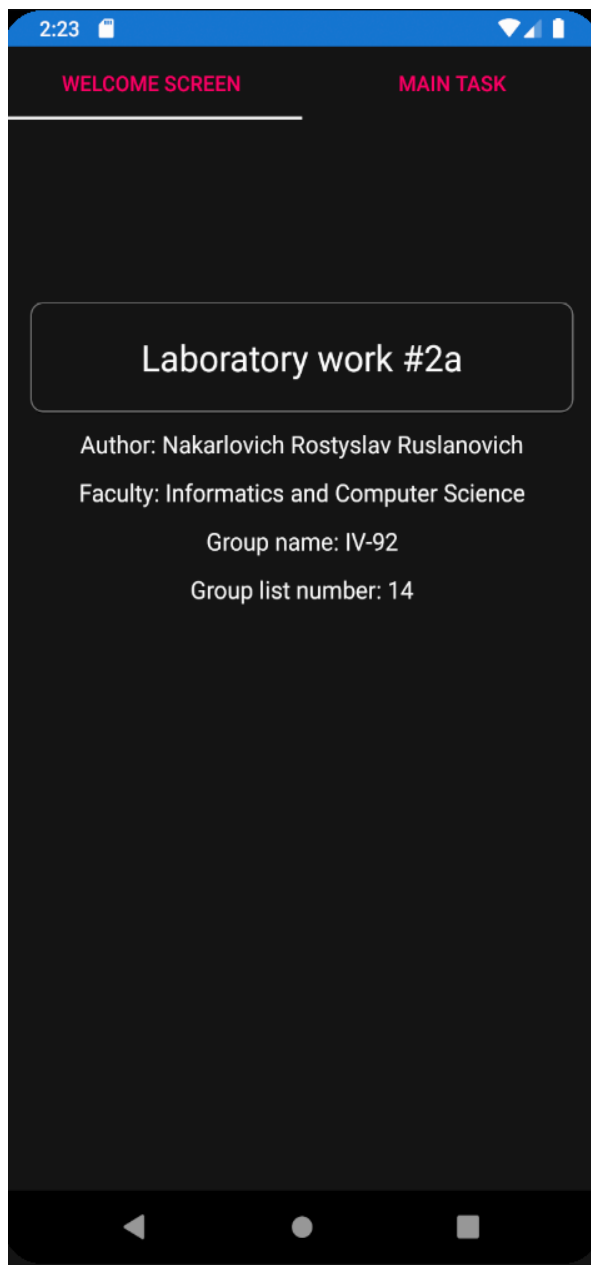 2:23
WELCOME SCREEN MAIN TASK
Laboratory work #2a
Author: Nakarlovich Rostyslav Ruslanovich
Faculty: Informatics and Computer Science
Group name: IV-92
Group list number: 14